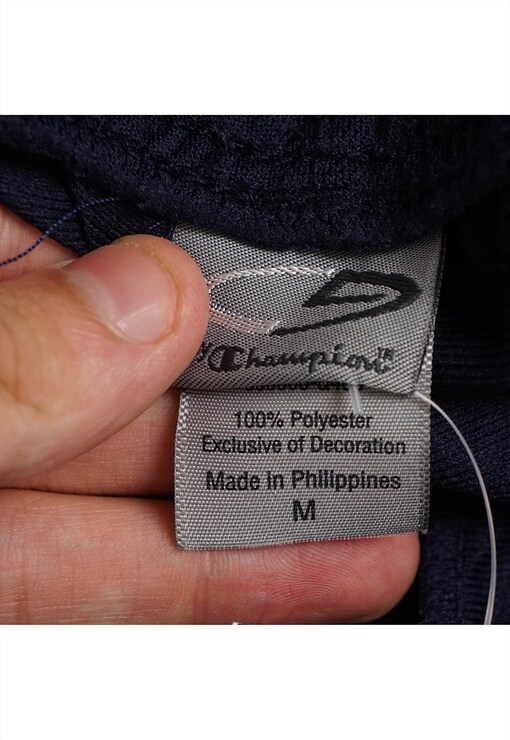 Champion
100% Polyester
Exclusive of Decoration
Made in Philippines
M